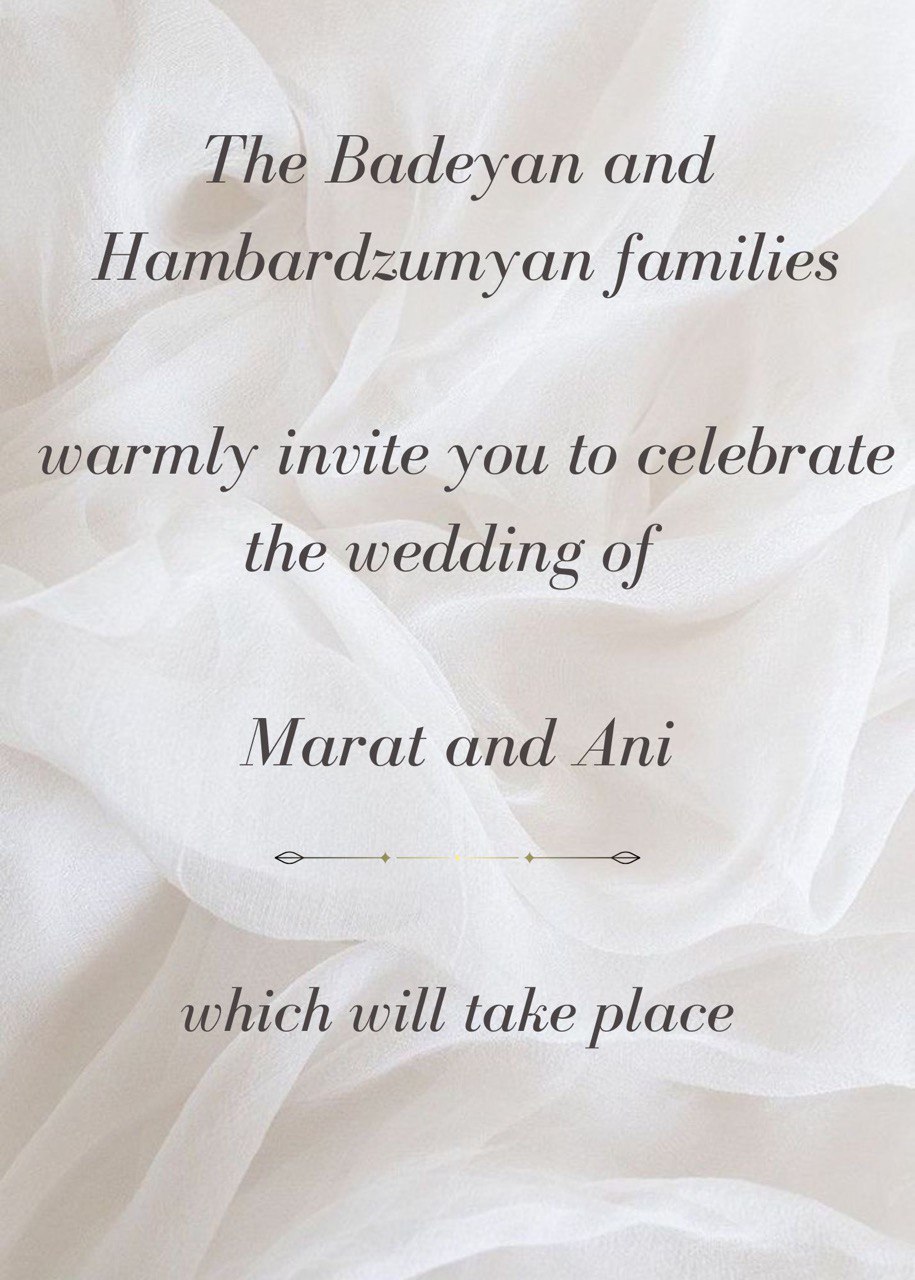 The Badeyan and
Hambardzumyan families
warmly invite you to celebrate
the wedding of
Marat and Ani
which will take place